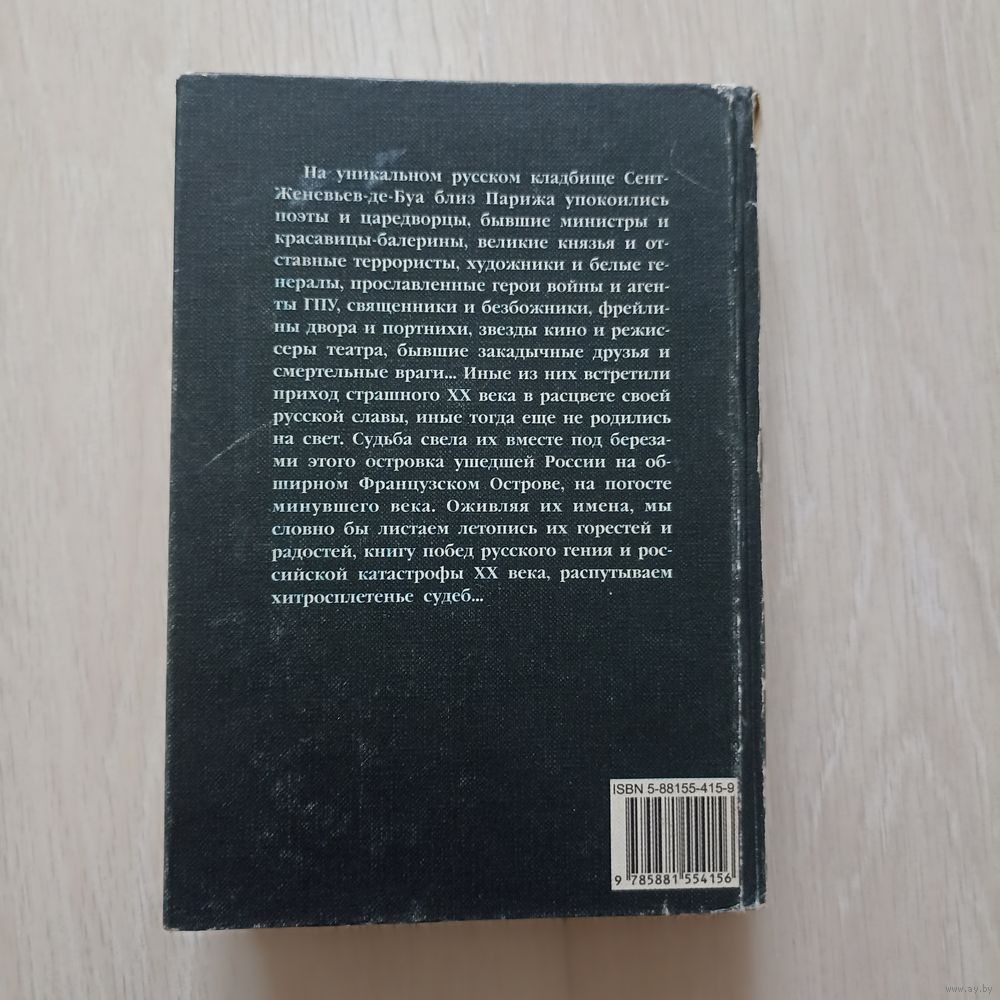 На уникальном русском кладбище Сент-
Женевьев-де-Буа близ Парижа упокоились
поэты и царедворцы, бывшие министры и
красавицы-балерины, великие князья и от-
ставные террористы, художники и белые ге-
нералы, прославленные герои войны и аген-
ты ГПУ, священники и безбожники, фрейли-
ны двора и портнихи, звезды кино и режис-
серы театра, бывшие закадычные друзья и
смертельные враги... Иные из них встретили
приход страшного XX века в расцвете своей
русской славы, иные тогда еще не родились
на свет. Судьба свела их вместе под береза-
ми этого островка ушедшей России на об-
ширном Французском Острове, на погосте
минувшего века. Оживляя их имена, мы
словно бы листаем летопись их горестей и
радостей, книгу побед русского гения и рос-
сийской катастрофы XX века, распутываем
хитросплетенье судеб...
ISBN 5-88155-415-9
9 785881 554156
www.ay.by